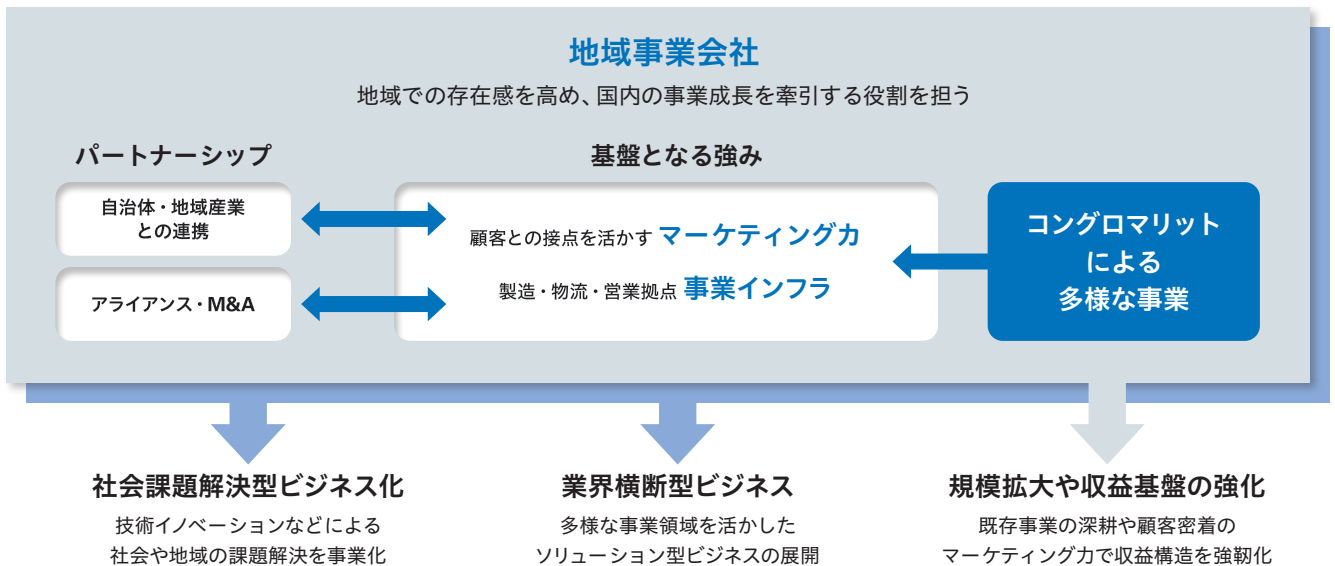 地域事業会社
地域での存在感を高め、国内の事業成長を牽引する役割を担う
パートナーシップ
自治体・地域産業
との連携
アライアンス・M&A
基盤となる強み
顧客との接点を活かす マーケティング力
製造・物流・営業拠点 事業インフラ
コングロマリット
による
多様な事業
社会課題解決型ビジネス化
技術イノベーションなどによる
社会や地域の課題解決を事業化
業界横断型ビジネス
多様な事業領域を活かした
ソリューション型ビジネスの展開
規模拡大や収益基盤の強化
既存事業の深耕や顧客密着の
マーケティング力で収益構造を強靭化